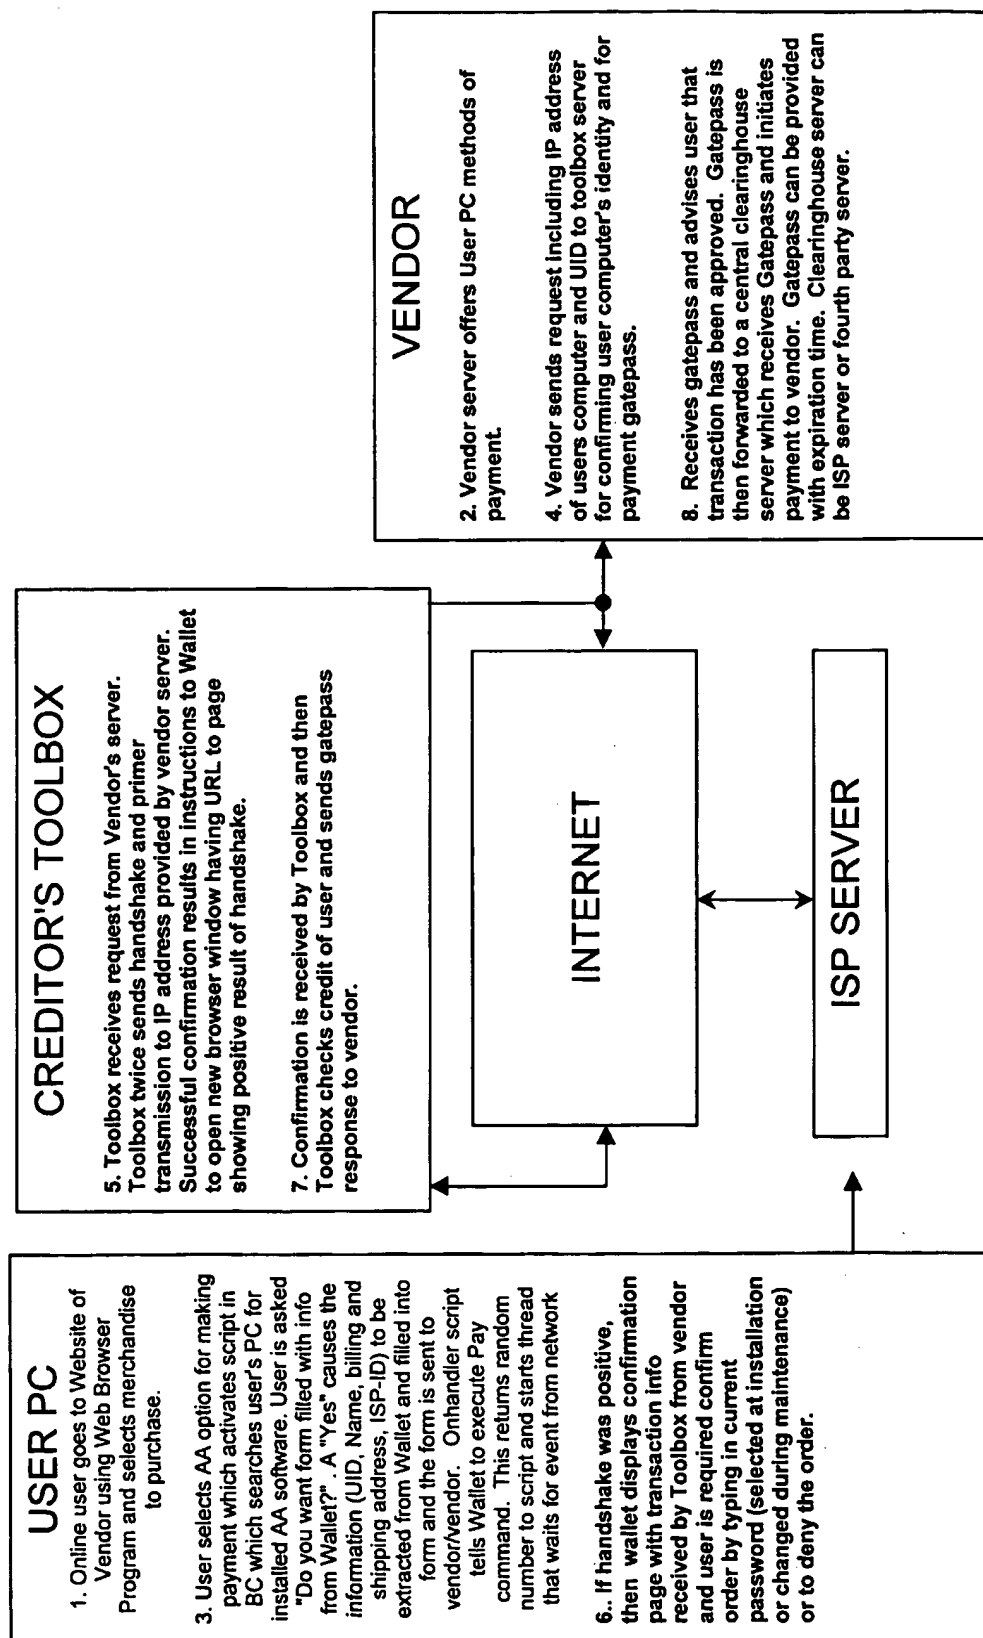 USER PC
1. Online user goes to Website of
Vendor using Web Browser
Program and selects merchandise
to purchase.
3. User selects AA option for making
payment which activates script in
BC which searches user's PC for
installed AA software. User is asked
"Do you want form filled with info
from Wallet?". A "Yes" causes the
information (UID, Name, billing and
shipping address, ISP-ID) to be
extracted from Wallet and filled into
form and the form is sent to
vendor/vendor. Onhandler script
tells Wallet to execute Pay
command. This returns random
number to script and starts thread
that waits for event from network
6.. If handshake was positive,
then wallet displays confirmation
page with transaction info
received by Toolbox from vendor
and user is required confirm
order by typing in current
password (selected at installation
or changed during maintenance)
or to deny the order.
CREDITOR'S TOOLBOX
5. Toolbox receives request from Vendor's server.
Toolbox twice sends handshake and primer
transmission to IP address provided by vendor server.
Successful confirmation results in instructions to Wallet
to open new browser window having URL to page
showing positive result of handshake.
7. Confirmation is received by Toolbox and then
Toolbox checks credit of user and sends gatepass
response to vendor.
INTERNET
ISP SERVER
VENDOR
2. Vendor server offers User PC methods of
payment.
4. Vendor sends request including IP address
of users computer and UID to toolbox server
for confirming user computer's identity and for
payment gatepass.
8. Receives gatepass and advises user that
transaction has been approved. Gatepass is
then forwarded to a central clearinghouse
server which receives Gatepass and initiates
payment to vendor. Gatepass can be provided
with expiration time. Clearinghouse server can
be ISP server or fourth party server.